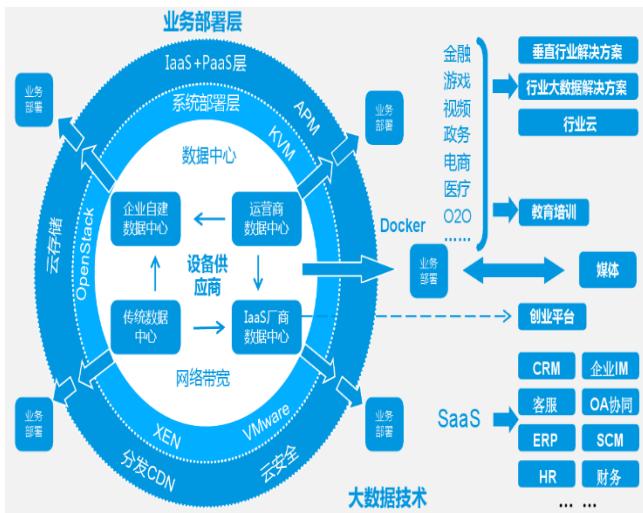 业务部署层
IaaS+PaaS层
系统部署层
APM
KVM
数据中心
OpenStack
云存储
业务
部署
业务
部署
企业自建
数据中心
运营商
数据中心
设备供
应商
传统数据
中心
IaaS厂商
数据中心
网络带宽
XEN
VMware
分发CDN
云安全
业务
部署
业务
部署
Docker
业务
部署
金融
游戏
视频
政务
电商
医疗
O2O
……
垂直行业解决方案
行业大数据解决方案
行业云
教育培训
媒体
创业平台
SaaS
CRM
企业IM
客服
OA协同
ERP
SCM
HR
财务
... ...
大数据技术